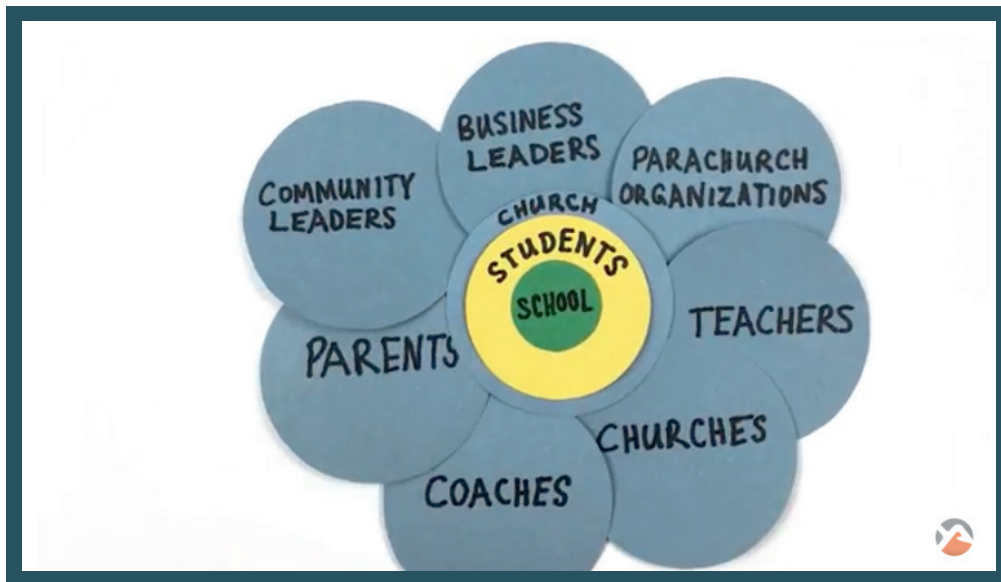 BUSINESS
LEADERS
PARACHURCH
ORGANIZATIONS
COMMUNITY
LEADERS
CHURCH
STUDENTS
SCHOOL
TEACHERS
PARENTS
CHURCHES
COACHES